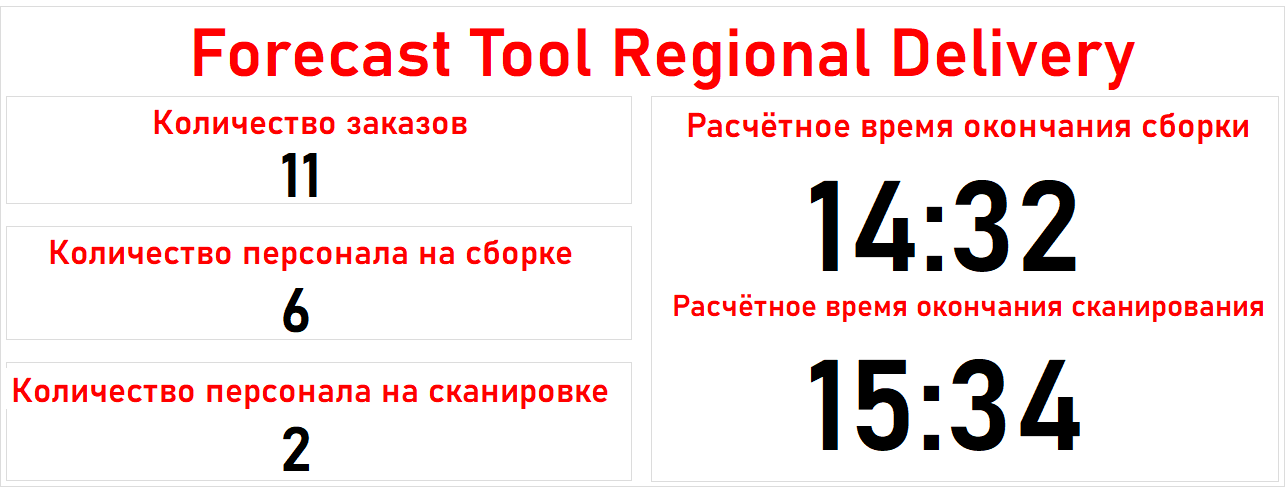 Forecast Tool Regional Delivery
Количество заказов
11
Количество персонала на сборке
6
Количество персонала на сканировке
2
Расчётное время окончания сборки
14:32
Расчётное время окончания сканирования
15:34